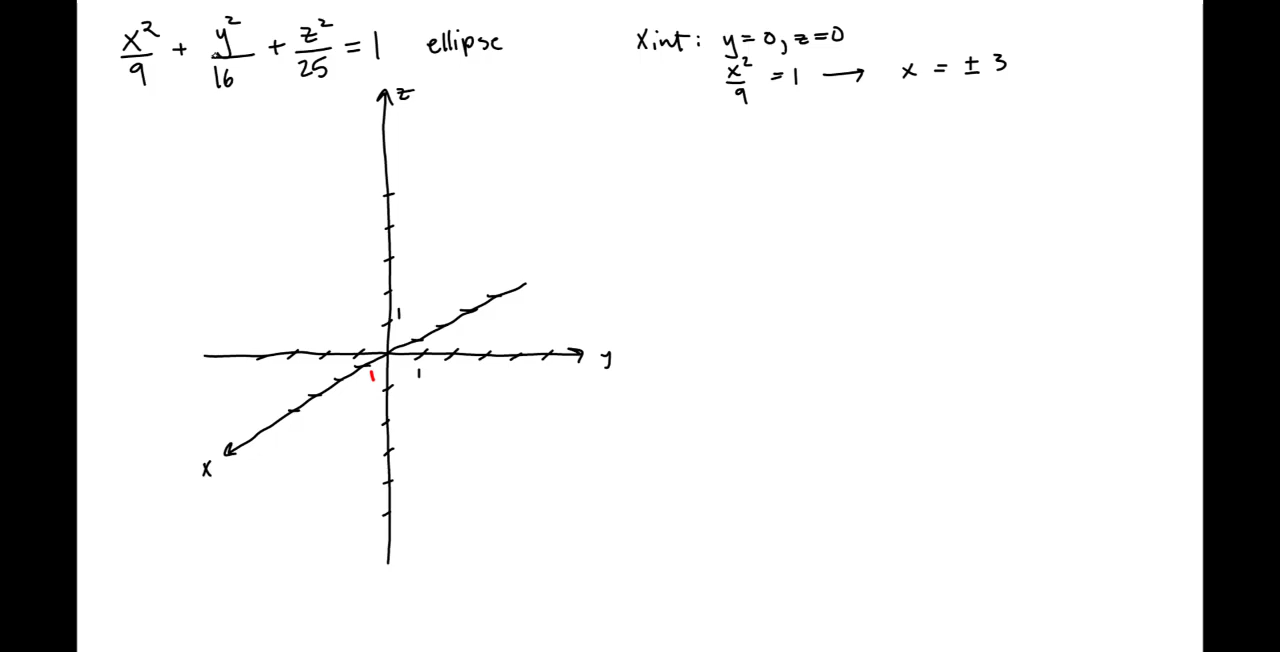 x²/9 + y²/16 + z²/25 = 1 ellipse
xint: y=0, z=0
x²/9 = 1 → x = ± 3
z
1
y
1
1
x